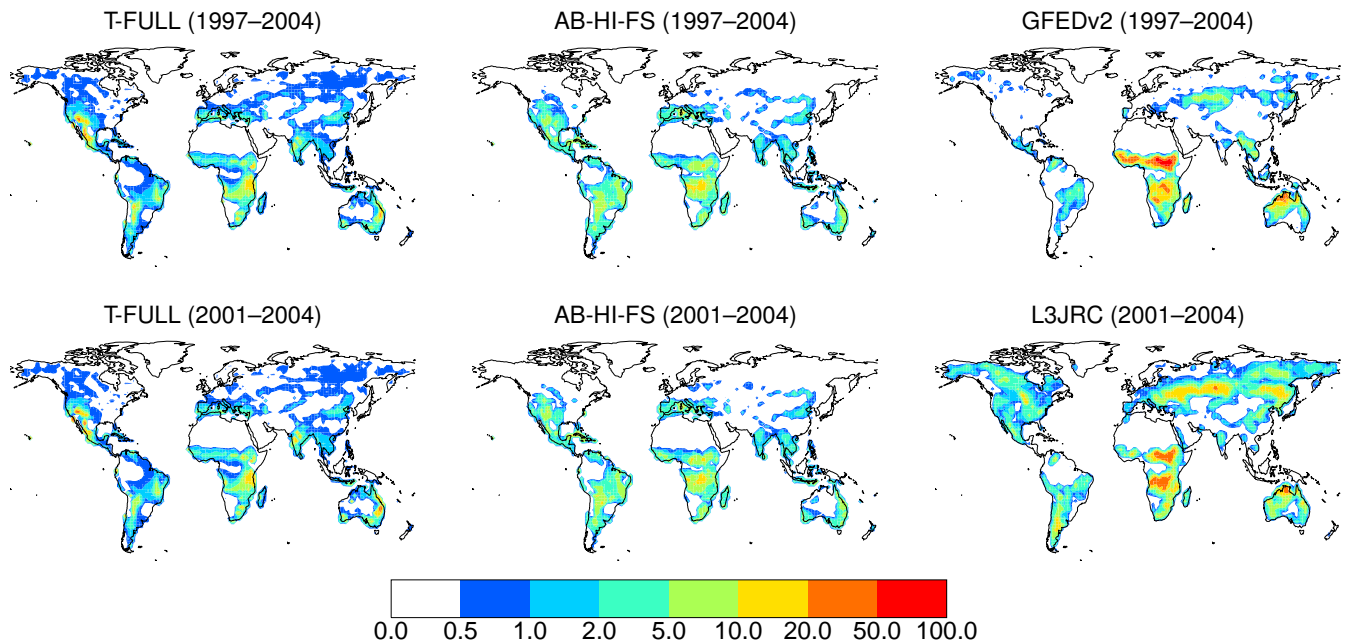 T-FULL (1997–2004) AB-HI-FS (1997–2004) GFEDv2 (1997–2004)
T-FULL (2001–2004) AB-HI-FS (2001–2004) L3JRC (2001–2004)
0.0 0.5 1.0 2.0 5.0 10.0 20.0 50.0 100.0